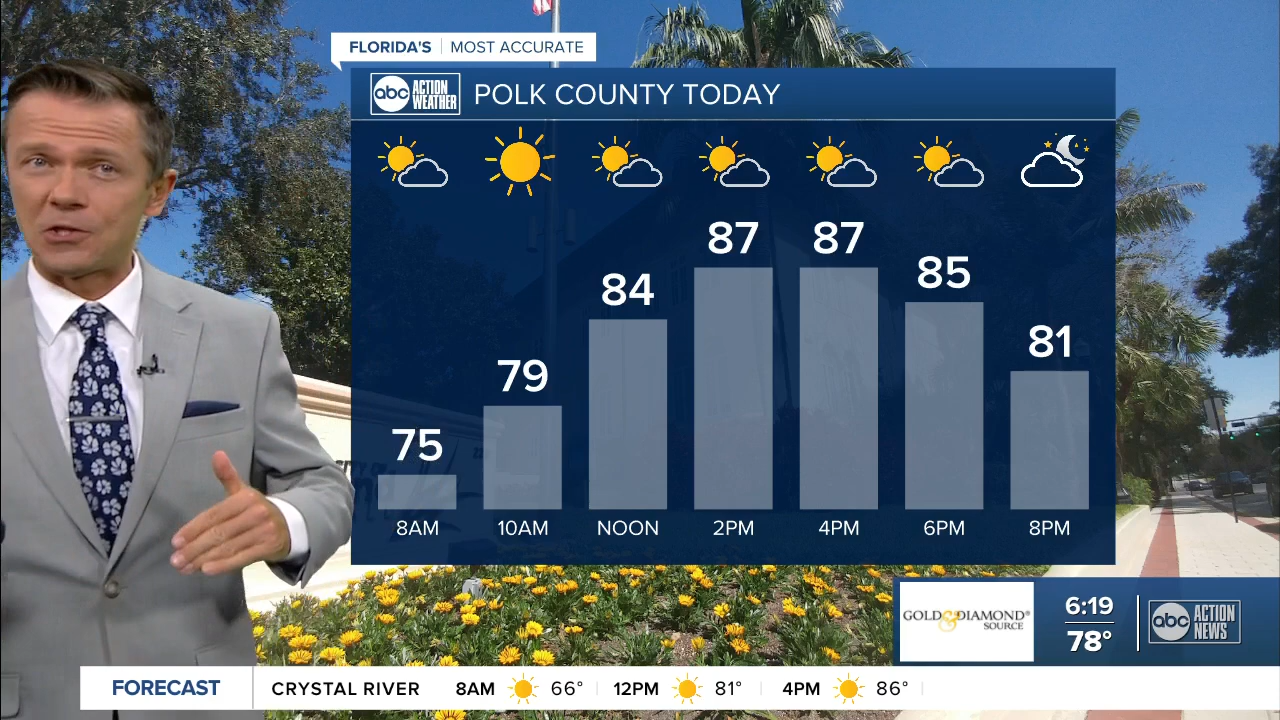 FLORIDA'S MOST ACCURATE
abc ACTION WEATHER POLK COUNTY TODAY
75 79 84 87 87 85 81
8AM 10AM NOON 2PM 4PM 6PM 8PM
GOLD & DIAMOND® SOURCE
6:19
78°
abc ACTION NEWS
FORECAST CRYSTAL RIVER 8AM 66° 12PM 81° 4PM 86°